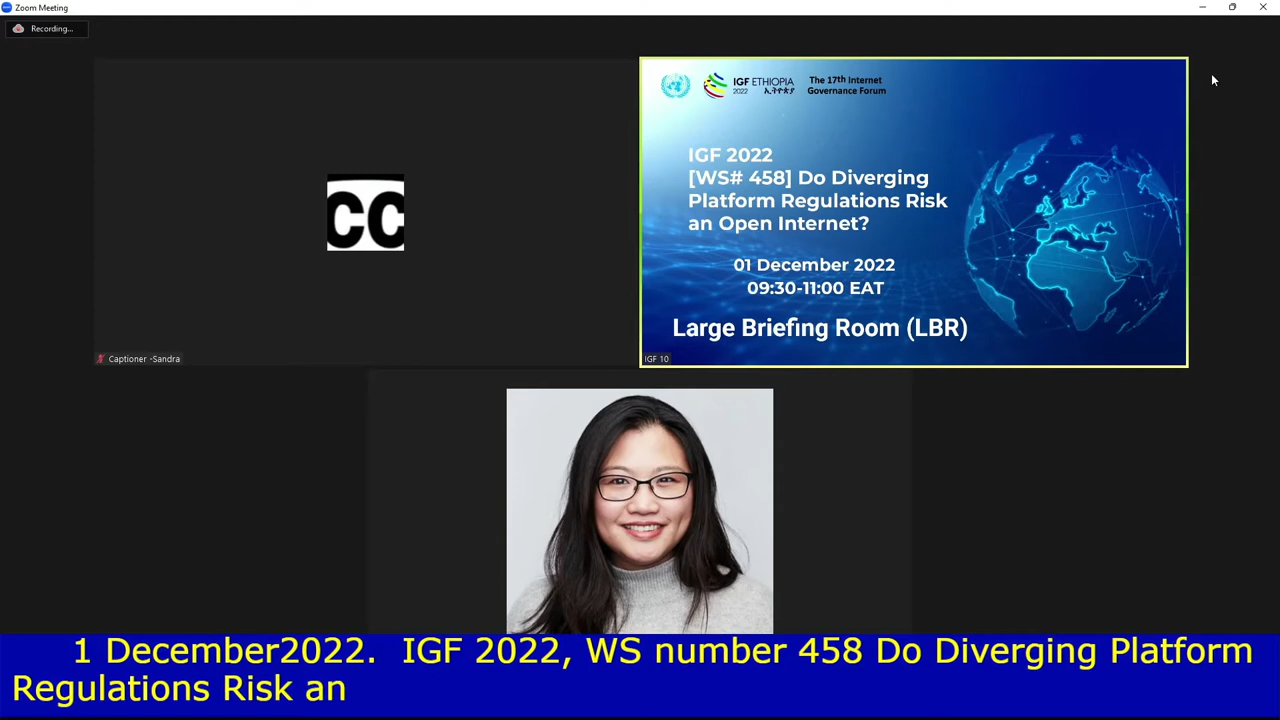 Zoom Meeting
Recording...
CC
Captioner -Sandra
IGF ETHIOPIA
2022 ኢትዮጵያ
The 17th Internet
Governance Forum
IGF 2022
[WS# 458] Do Diverging
Platform Regulations Risk
an Open Internet?
01 December 2022
09:30-11:00 EAT
Large Briefing Room (LBR)
IGF 10
1 December2022.  IGF 2022, WS number 458 Do Diverging Platform
Regulations Risk an